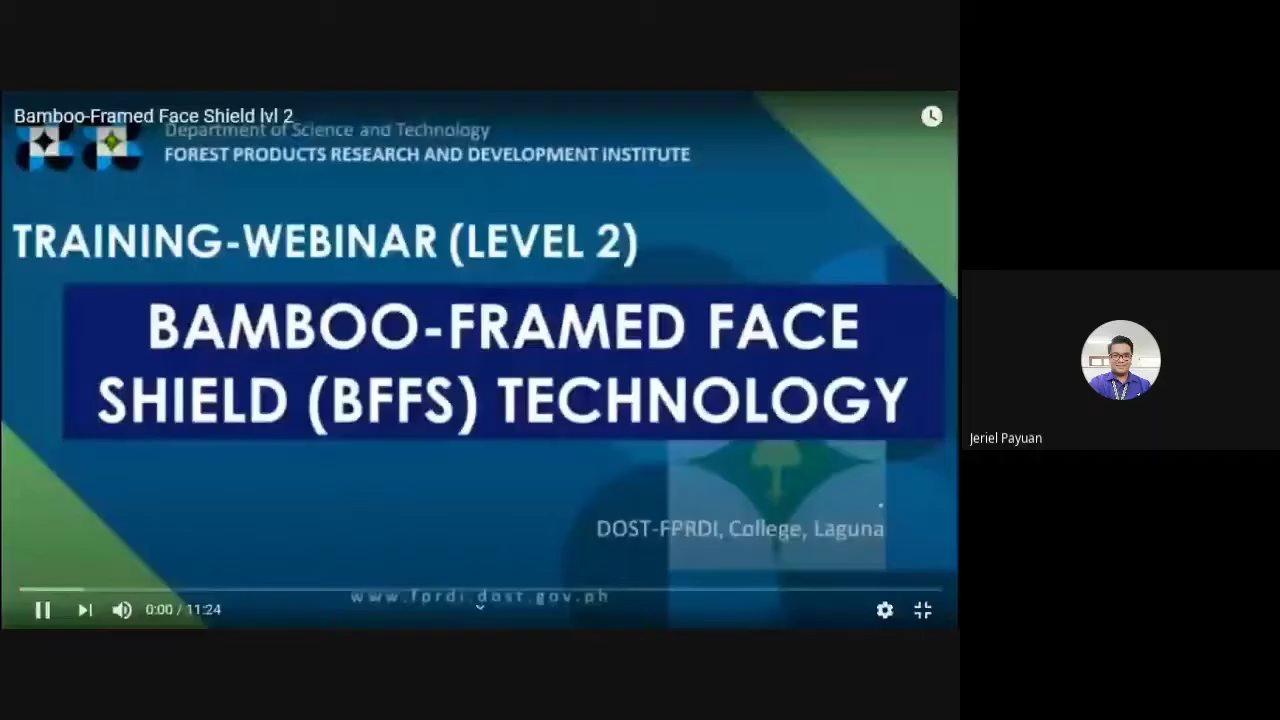 Bamboo-Framed Face Shield lvl 2
Department of Science and Technology
FOREST PRODUCTS RESEARCH AND DEVELOPMENT INSTITUTE
TRAINING-WEBINAR (LEVEL 2)
BAMBOO-FRAMED FACE
SHIELD (BFFS) TECHNOLOGY
Jeriel Payuan
DOST-FPRDI, College, Laguna
www.fprdi.dost.gov.ph
0:00 / 11:24